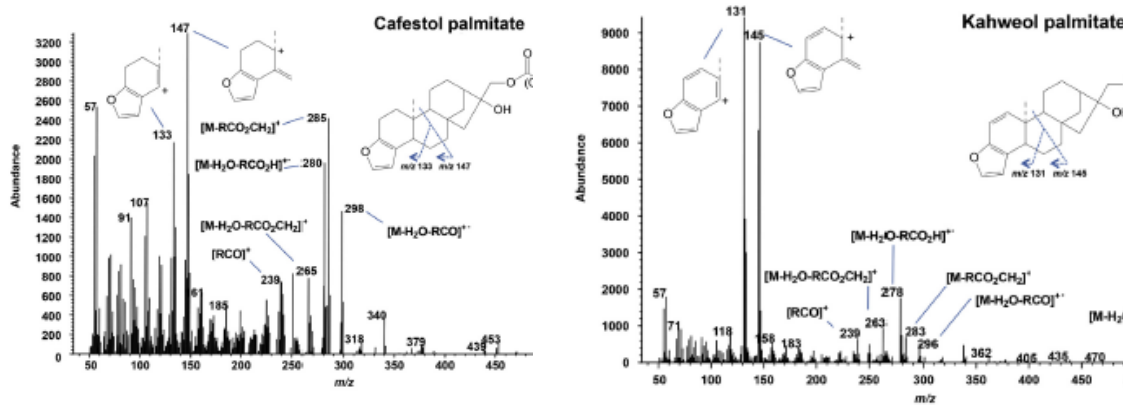 Cafestol palmitate
147
3200
3000
2800
2600
2400
2200
2000
1800
1600
1400
1200
1000
800
600
400
200
0
Abundance
57
133
[M-RCO₂CH₂]⁺
285
[M-H₂O-RCO₂H]⁺·
280
107
91
[M-H₂O-RCO₂CH₂]⁺
[RCO]⁺
239
265
298
[M-H₂O-RCO]⁺·
61
185
318
340
379
439
453
O
+
O
+
O
O
OH
O
(C
m/z 133
m/z 147
50
100
150
200
250
300
350
400
450
m/z
Kahweol palmitate
131
145
9000
8000
7000
6000
5000
4000
3000
2000
1000
0
Abundance
O
+
O
+
O
OH
m/z 131
m/z 145
[M-H₂O-RCO₂H]⁺·
[M-H₂O-RCO₂CH₂]⁺
278
[M-RCO₂CH₂]⁺
[RCO]⁺
[M-H₂O-RCO]⁺·
57
71
118
158
183
239
263
283
296
362
405
435
470
[M-H₂
50
100
150
200
250
300
350
400
450
m/z